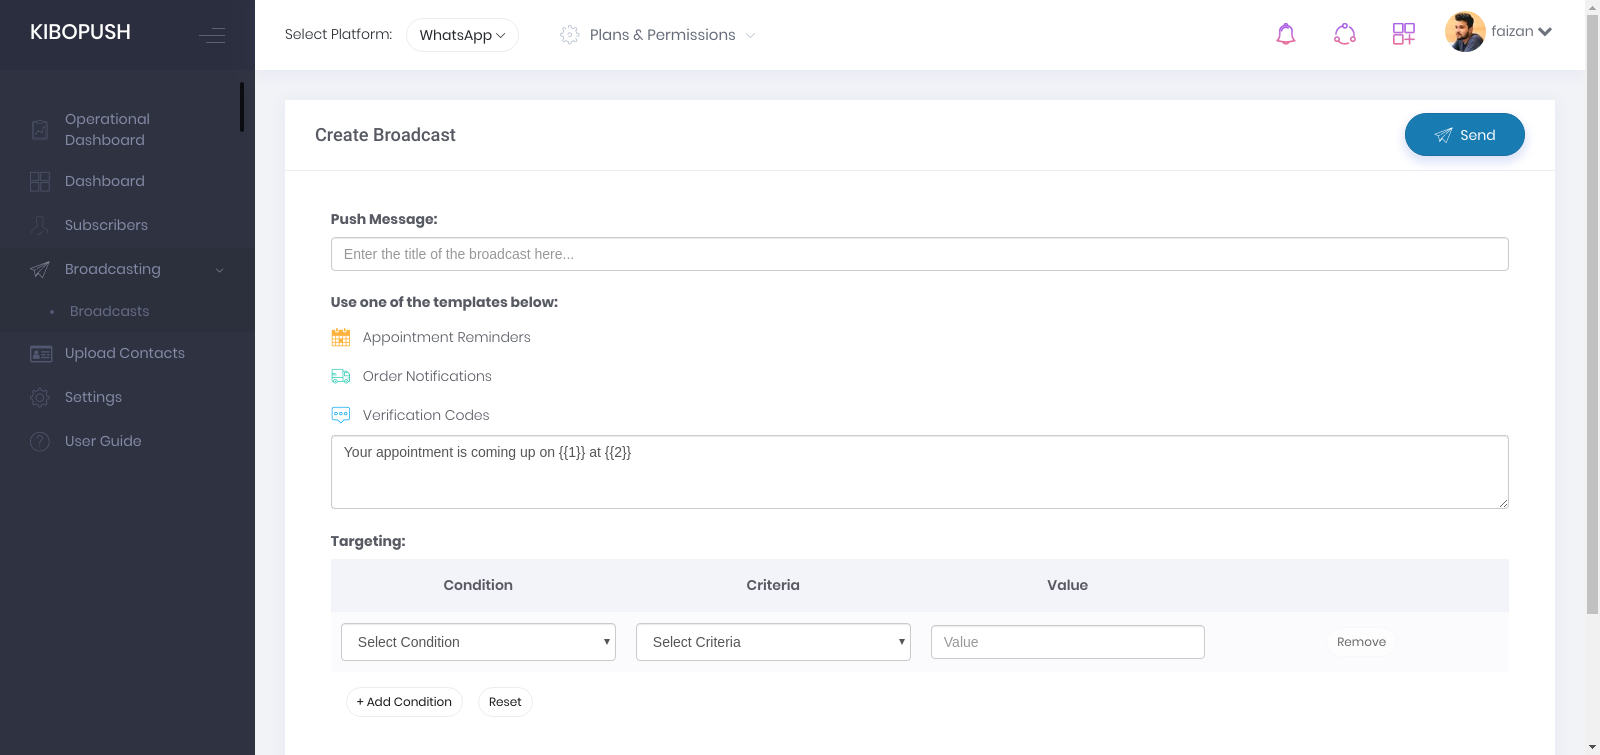 KIBOPUSH
Select Platform:
WhatsApp
Plans & Permissions
faizan
Operational
Dashboard
Dashboard
Subscribers
Broadcasting
Broadcasts
Upload Contacts
Settings
User Guide
Create Broadcast
Send
Push Message:
Enter the title of the broadcast here...
Use one of the templates below:
Appointment Reminders
Order Notifications
Verification Codes
Your appointment is coming up on {{1}} at {{2}}
Targeting:
Condition Criteria Value
Select Condition Select Criteria Value Remove
+ Add Condition Reset